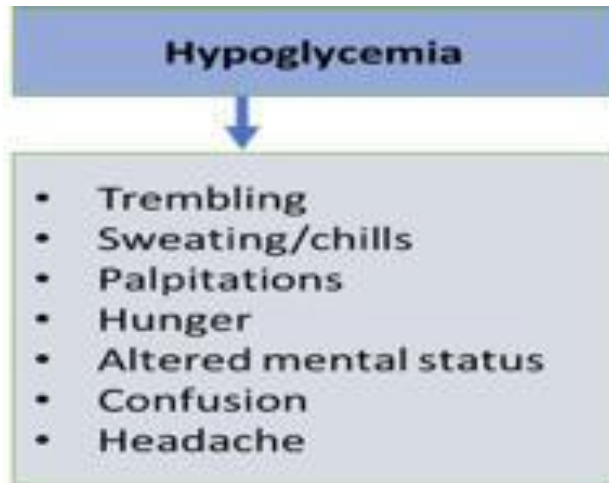 Hypoglycemia
• Trembling
• Sweating/chills
• Palpitations
• Hunger
• Altered mental status
• Confusion
• Headache